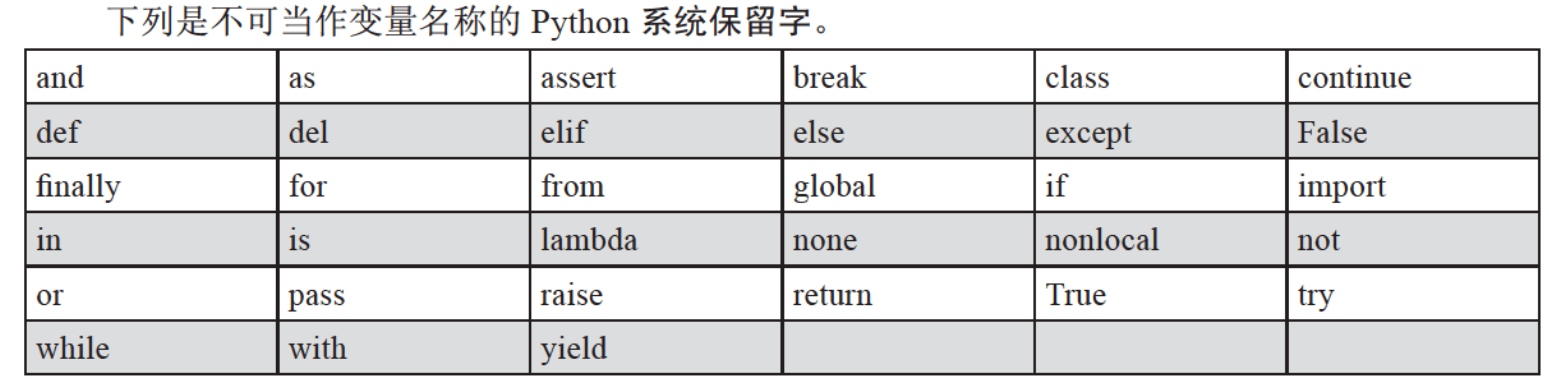 下列是不可当作变量名称的 Python 系统保留字。
and as assert break class continue
def del elif else except False
finally for from global if import
in is lambda none nonlocal not
or pass raise return True try
while with yield